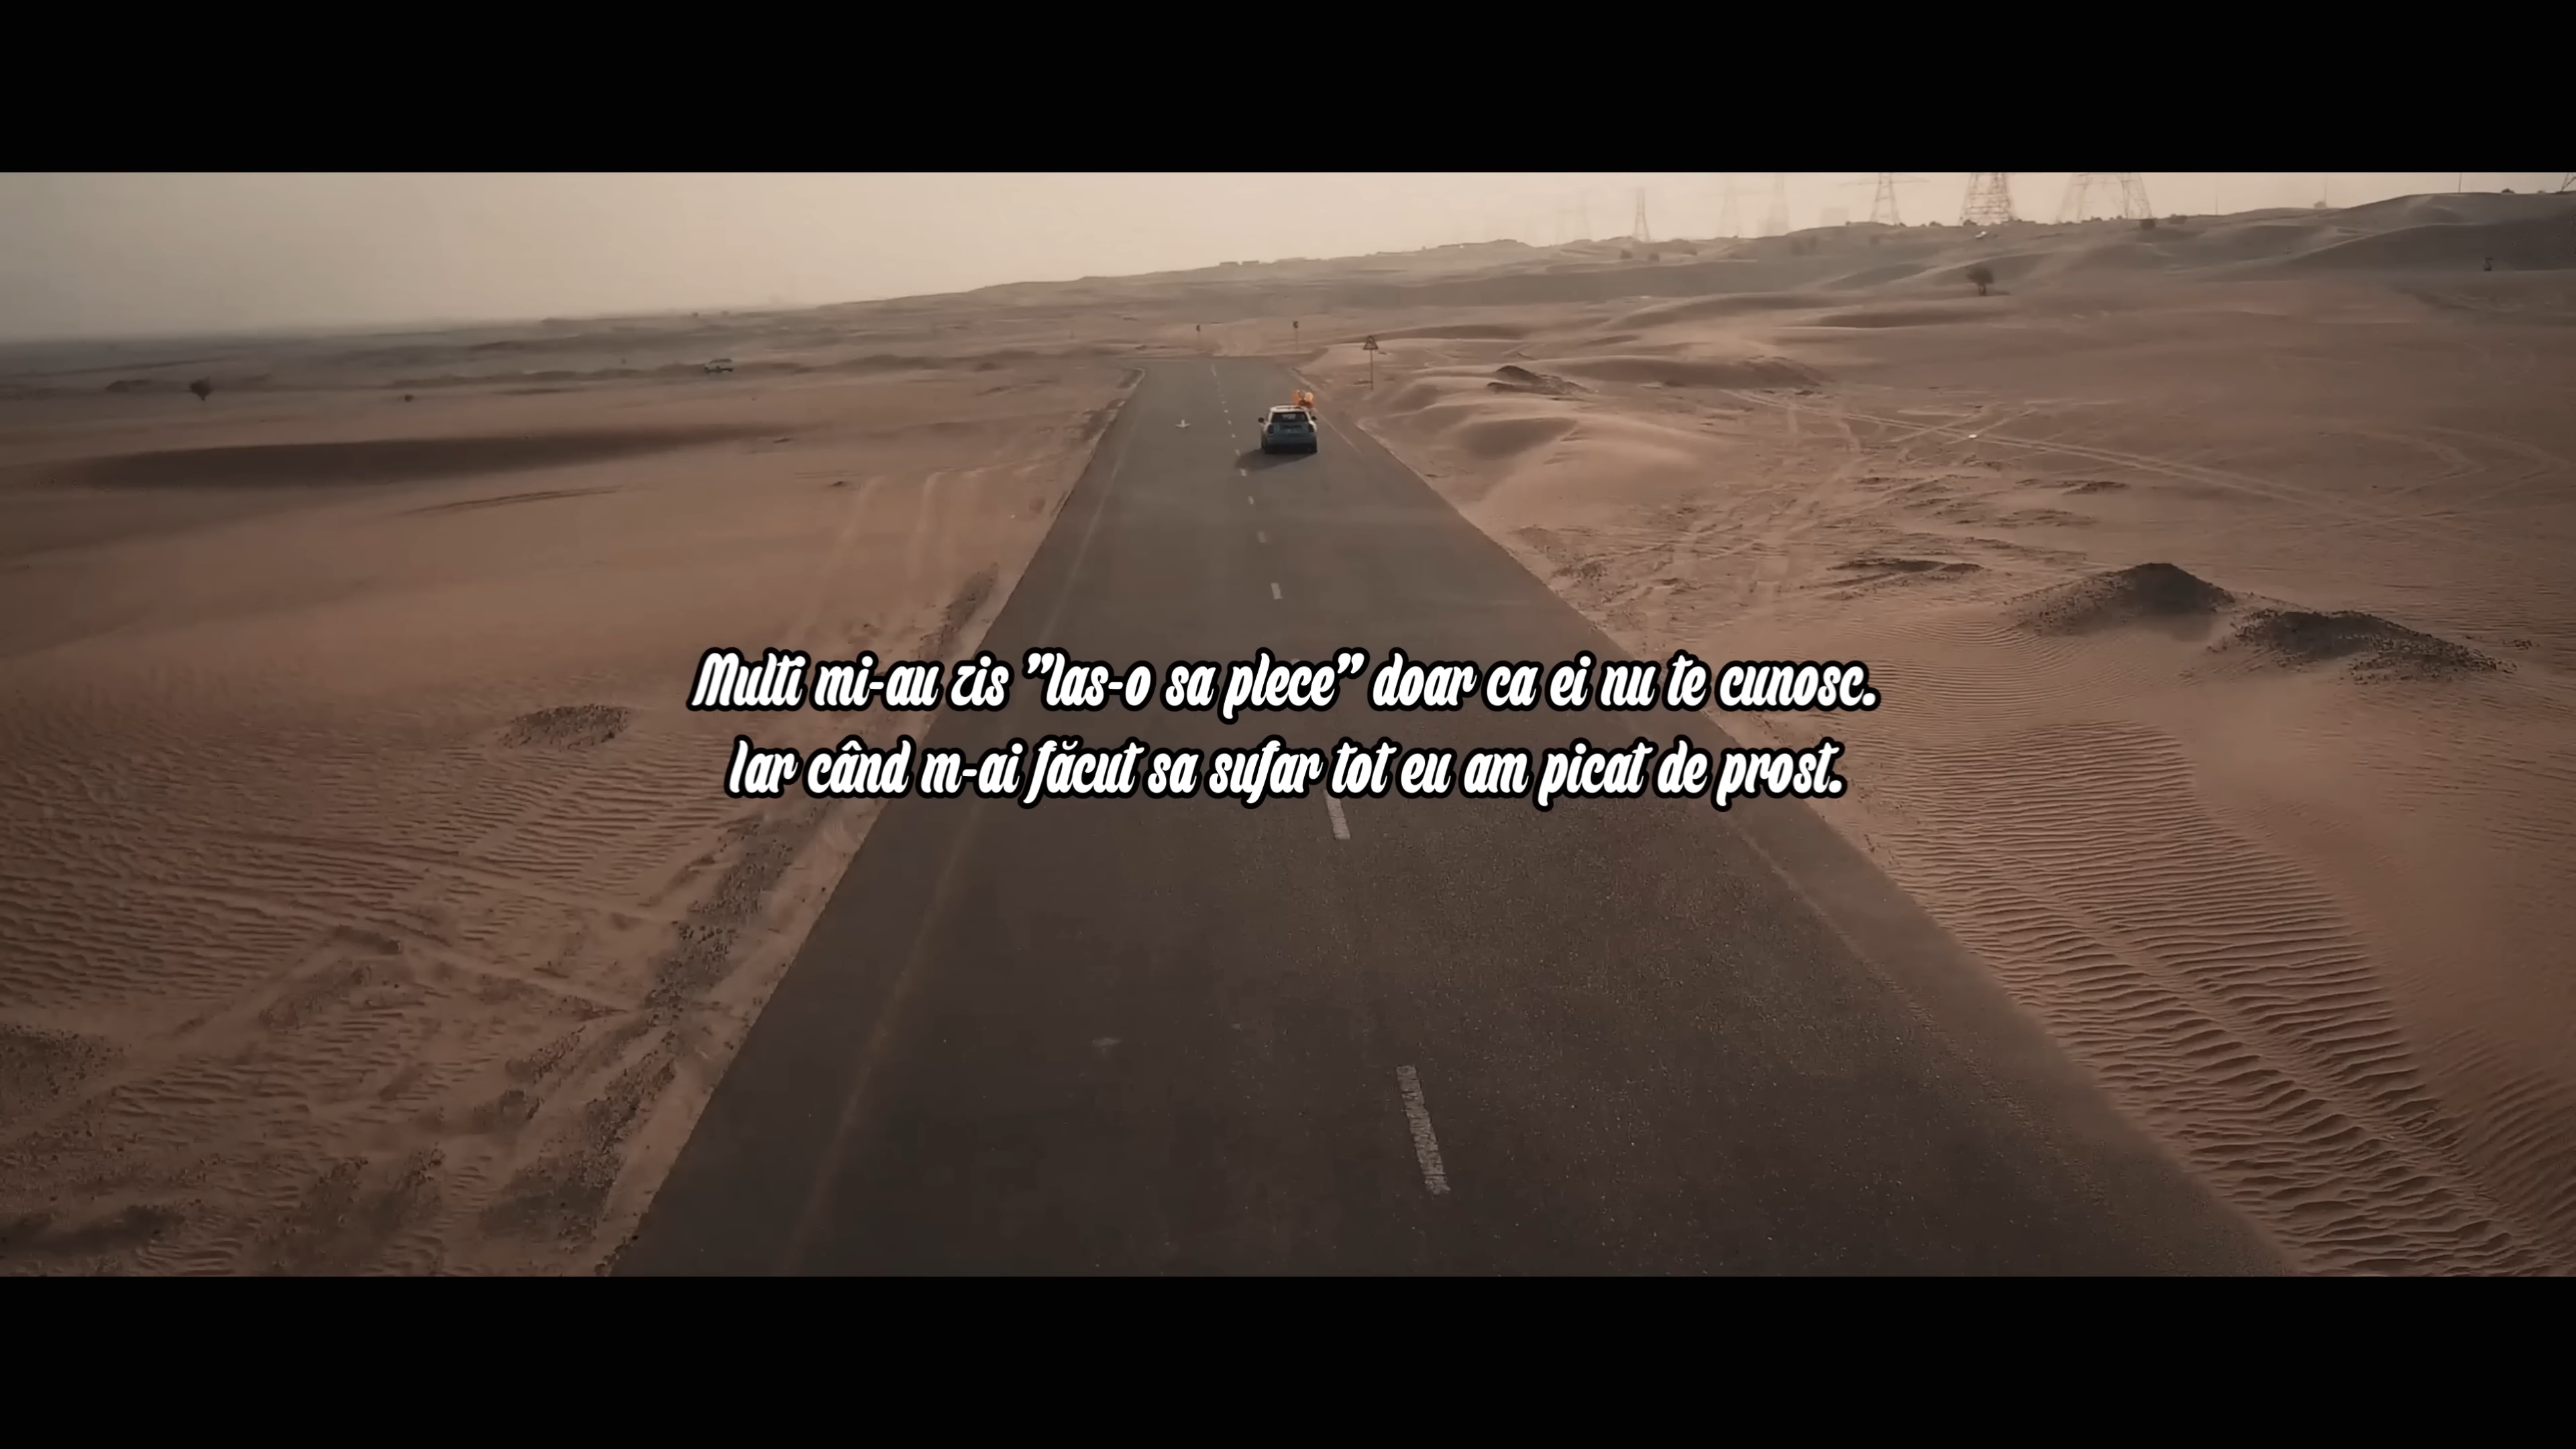 Multi mi-au zis "las-o sa plece" doar ca ei nu te cunosc.
Iar când m-ai făcut sa sufar tot eu am picat de prost.